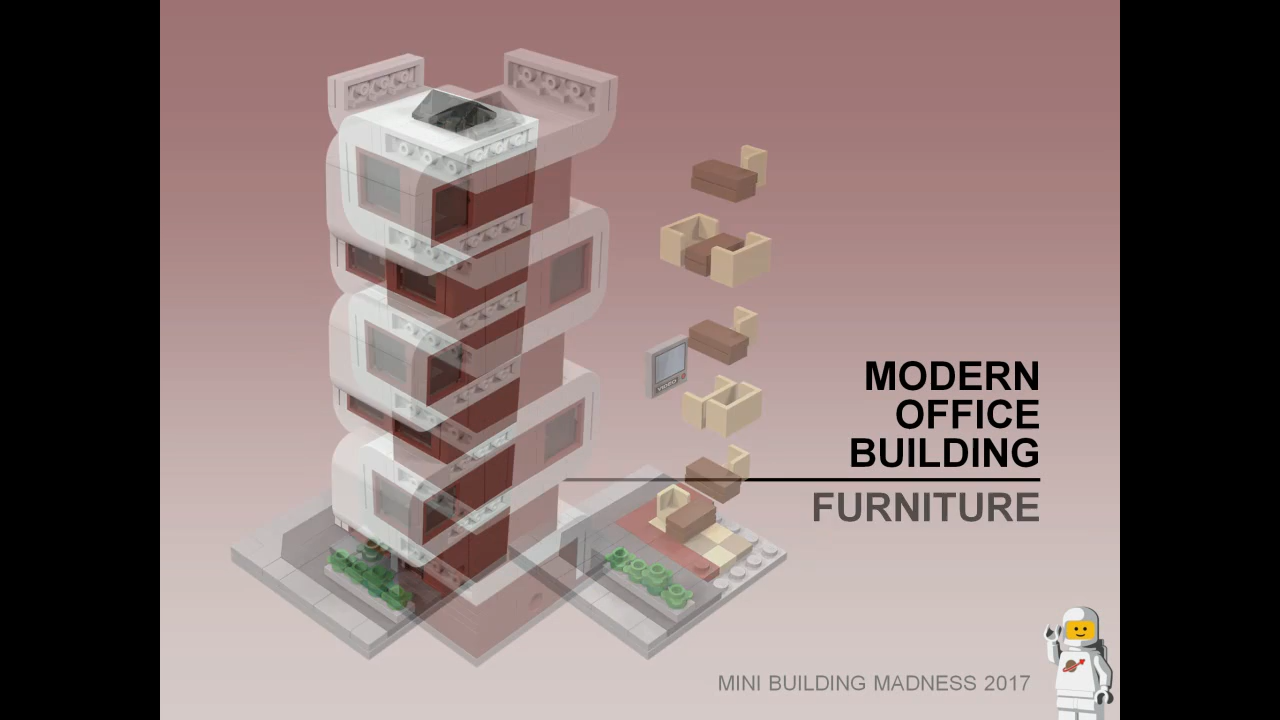 MODERN
OFFICE
BUILDING
FURNITURE
MINI BUILDING MADNESS 2017